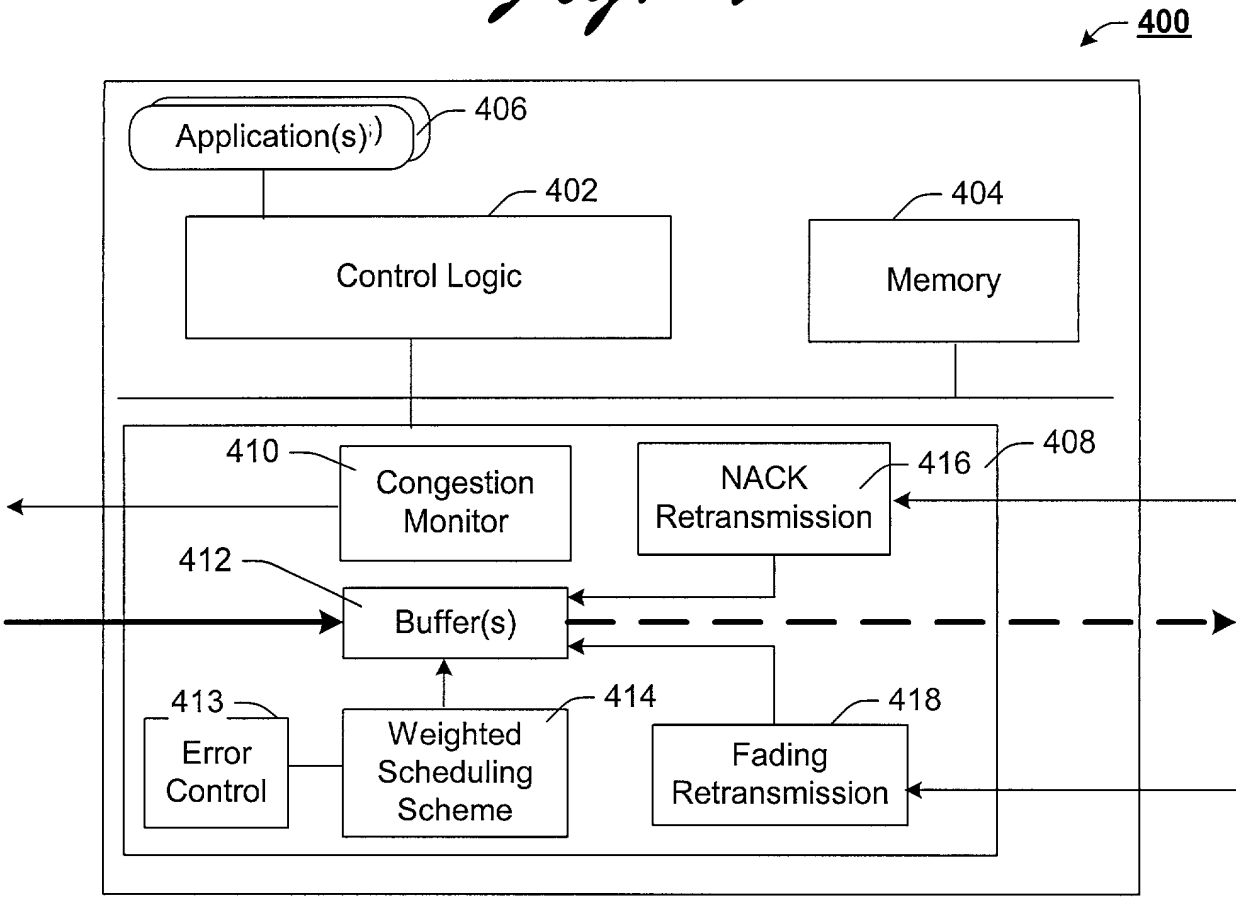 400
Application(s)
406
402
Control Logic
404
Memory
408
410
Congestion
Monitor
NACK
Retransmission
416
412
Buffer(s)
413
Error
Control
414
Weighted
Scheduling
Scheme
418
Fading
Retransmission